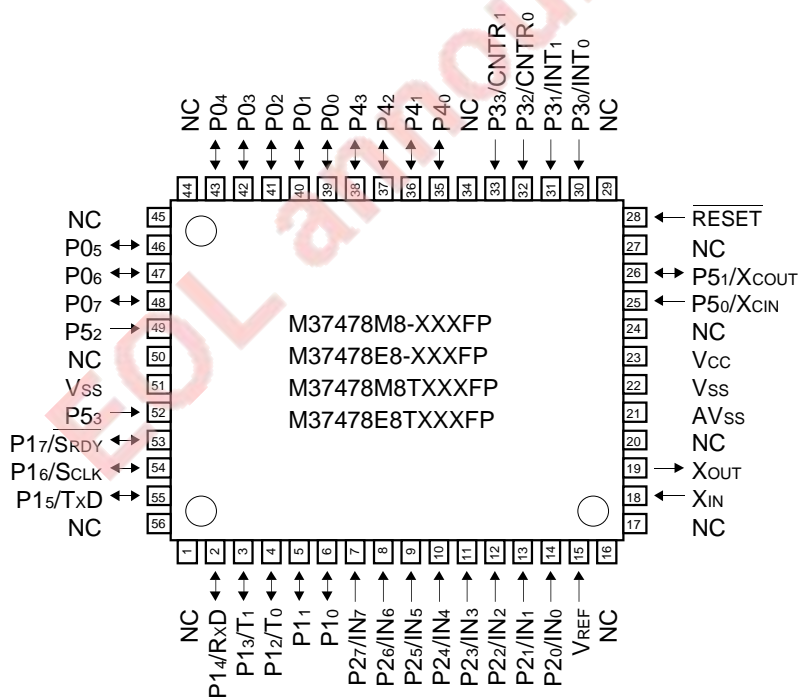 EOL announ
NC
P04
P03
P02
P01
P00
P43
P42
P41
P40
NC
P33/CNTR1
P32/CNTR0
P31/INT1
P30/INT0
NC
44
43
42
41
40
39
38
37
36
35
34
33
32
31
30
29
NC 45
P05 46
P06 47
P07 48
P52 49
NC 50
VSS 51
P53 52
P17/SRDY 53
P16/SCLK 54
P15/TXD 55
NC 56
M37478M8-XXXFP
M37478E8-XXXFP
M37478M8TXXXFP
M37478E8TXXXFP
28 RESET
27 NC
26 P51/XCOUT
25 P50/XCIN
24 NC
23 VCC
22 VSS
21 AVSS
20 NC
19 XOUT
18 XIN
17 NC
1
2
3
4
5
6
7
8
9
10
11
12
13
14
15
16
NC
P14/RXD
P13/T1
P12/T0
P11
P10
P27/IN7
P26/IN6
P25/IN5
P24/IN4
P23/IN3
P22/IN2
P21/IN1
P20/IN0
VREF
NC